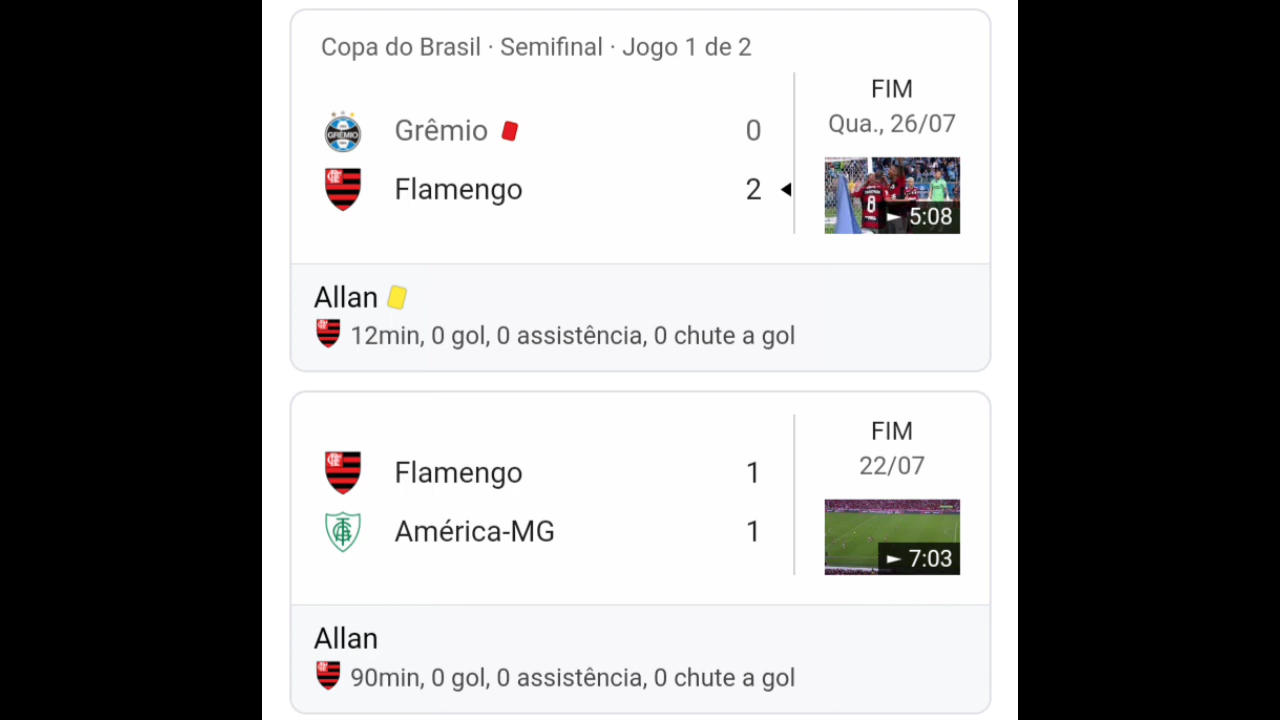 Copa do Brasil · Semifinal · Jogo 1 de 2
FIM
Qua., 26/07
Grêmio 0
GRÊMIO
Flamengo 2
8
5:08
Allan
12min, 0 gol, 0 assistência, 0 chute a gol
FIM
22/07
Flamengo 1
América-MG 1
7:03
Allan
90min, 0 gol, 0 assistência, 0 chute a gol